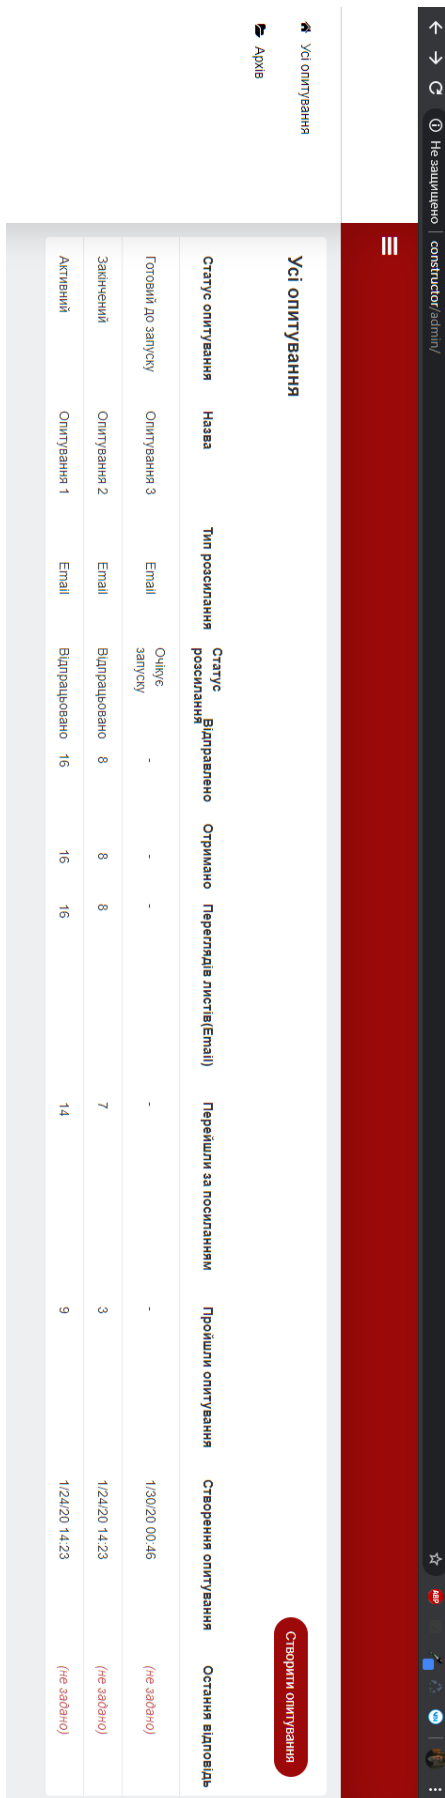 Не защищено | constructor/admin/
ABP
Усі опитування
Архів
Усі опитування
Створити опитування
Статус опитування Назва Тип розсилання Статус розсилання Відправлено Отримано Переглядів листів(Email) Перейшли за посиланням Пройшли опитування Створення опитування Остання відповідь
Готовий до запуску Опитування 3 Email Очікує запуску - - - - - 1/30/20 00:46 (не задано)
Закінчений Опитування 2 Email Відпрацьовано 8 8 8 7 3 1/24/20 14:23 (не задано)
Активний Опитування 1 Email Відпрацьовано 16 16 16 14 9 1/24/20 14:23 (не задано)